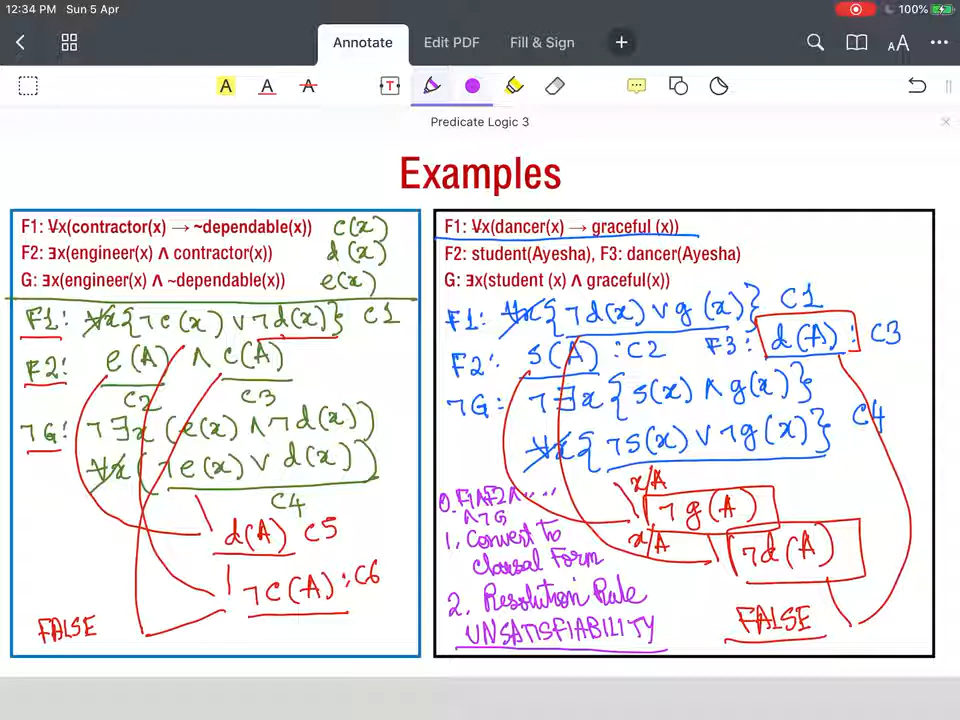 12:34 PM Sun 5 Apr
100%
Annotate
Edit PDF
Fill & Sign
Predicate Logic 3
Examples
F1: ∀x(contractor(x) → ~dependable(x))
c(x)
F2: ∃x(engineer(x) Λ contractor(x))
d(x)
G: ∃x(engineer(x) Λ ~dependable(x))
e(x)
F1: ∀x{¬c(x) ∨ ¬d(x)} C1
F2: e(A) ∧ c(A)
C2 C3
¬G: ¬∃x(e(x) ∧ ¬d(x))
∀x(¬e(x) ∨ d(x))
C4
d(A) C5
¬c(A) : C6
FALSE
F1: ∀x(dancer(x) → graceful (x))
F2: student(Ayesha), F3: dancer(Ayesha)
G: ∃x(student (x) Λ graceful(x))
F1: ∀x{¬d(x) ∨ g(x)} C1
F2: s(A) : C2 F3: d(A) : C3
¬G: ¬∃x{s(x) ∧ g(x)}
∀x{¬s(x) ∨ ¬g(x)} C4
x/A
¬g(A)
x/A
¬d(A)
FALSE
0. F1∧F2∧....
∧¬G
1. Convert to
Clausal Form
2. Resolution Rule
UNSATISFIABILITY